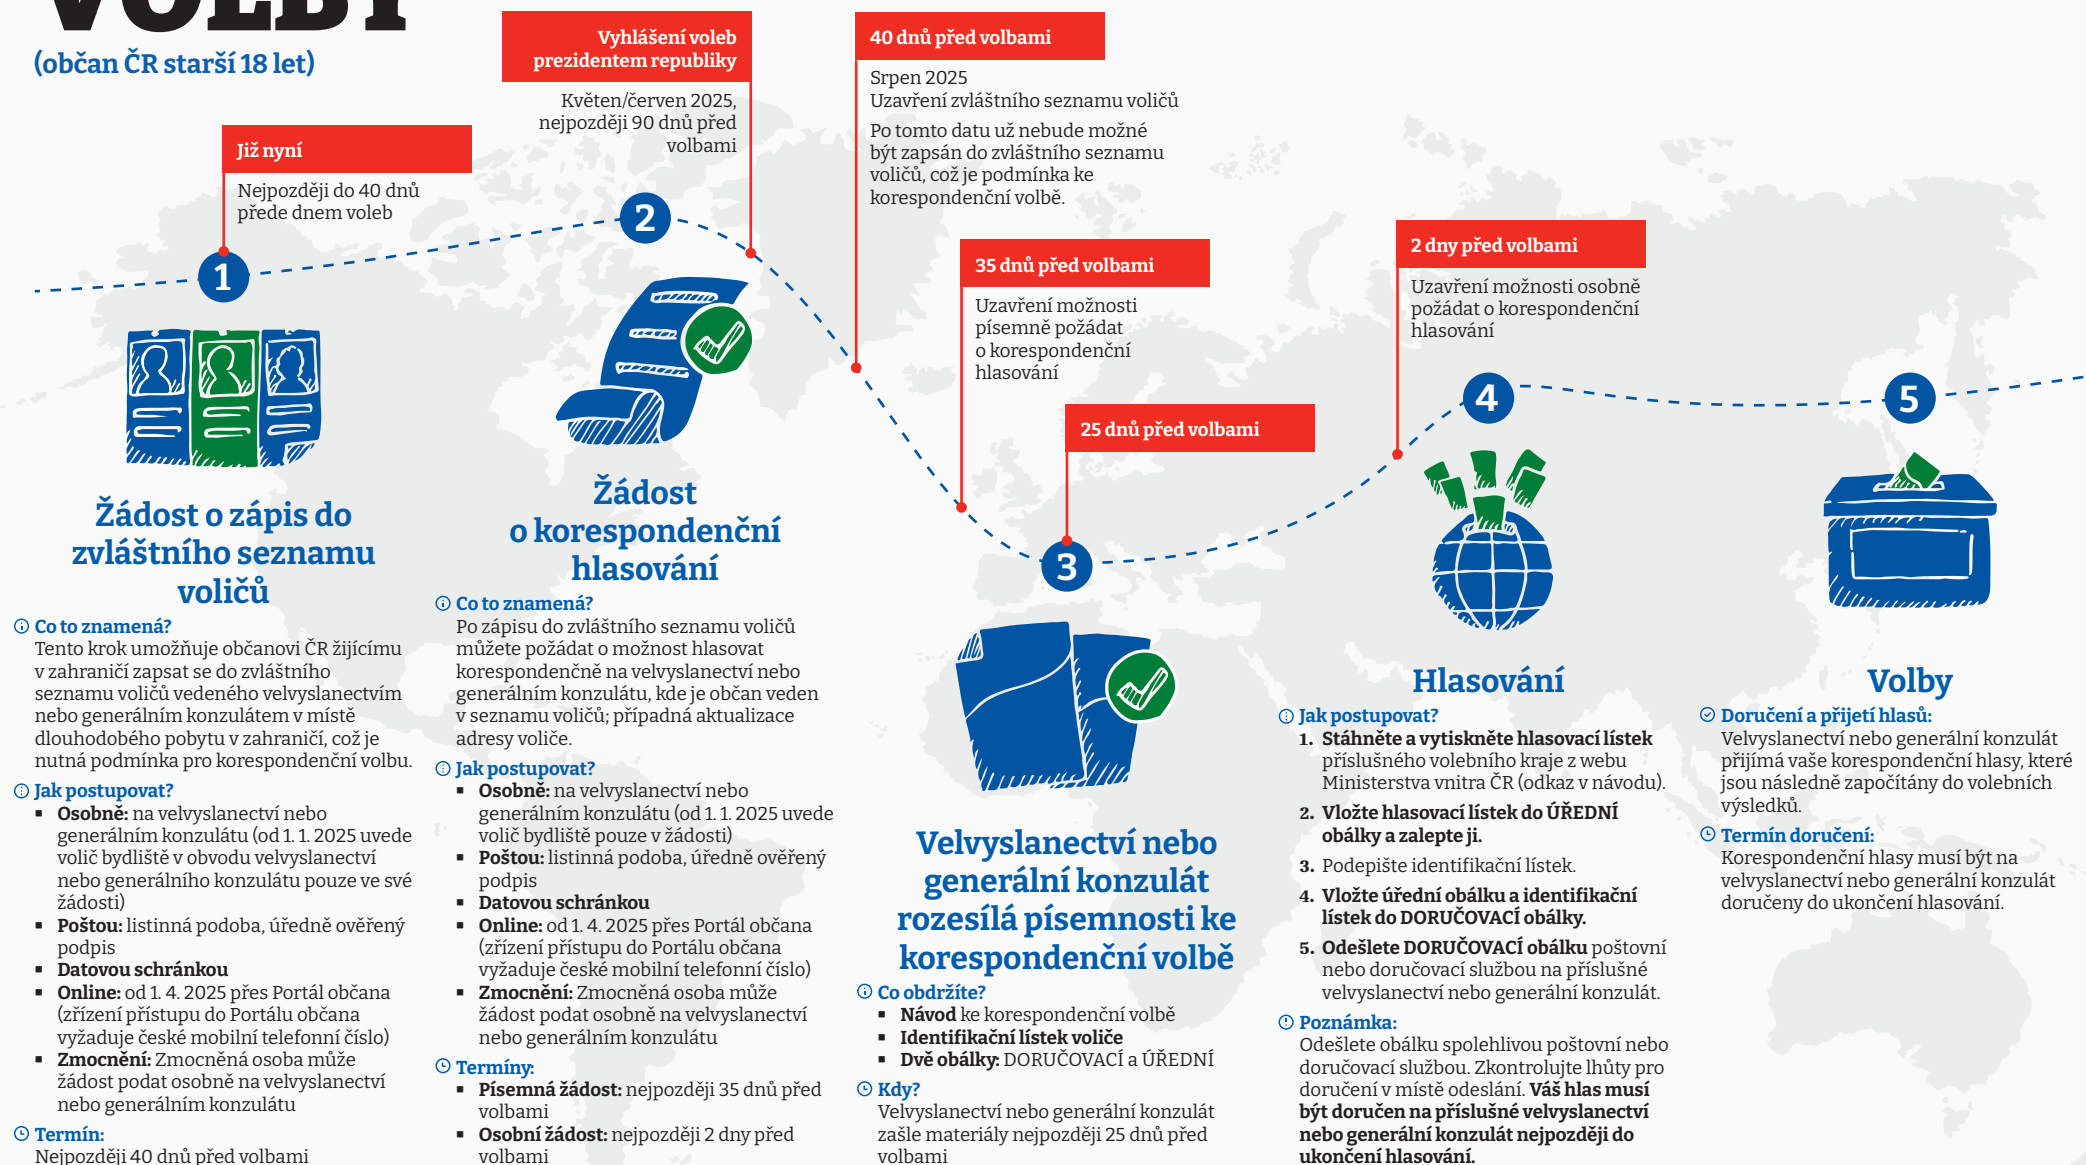 VOLBY
(občan ČR starší 18 let)
Již nyní
Nejpozději do 40 dnů
přede dnem voleb
Vyhlášení voleb
prezidentem republiky
Květen/červen 2025,
nejpozději 90 dnů před
volbami
40 dnů před volbami
Srpen 2025
Uzavření zvláštního seznamu voličů
Po tomto datu už nebude možné
být zapsán do zvláštního seznamu
voličů, což je podmínka ke
korespondenční volbě.
35 dnů před volbami
Uzavření možnosti
písemně požádat
o korespondenční
hlasování
25 dnů před volbami
2 dny před volbami
Uzavření možnosti osobně
požádat o korespondenční
hlasování
1
Žádost o zápis do
zvláštního seznamu
voličů
Co to znamená?
Tento krok umožňuje občanovi ČR žijícímu
v zahraničí zapsat se do zvláštního
seznamu voličů vedeného velvyslanectvím
nebo generálním konzulátem v místě
dlouhodobého pobytu v zahraničí, což je
nutná podmínka pro korespondenční volbu.
Jak postupovat?
▪ Osobně: na velvyslanectví nebo
generálním konzulátu (od 1. 1. 2025 uvede
volič bydliště v obvodu velvyslanectví
nebo generálního konzulátu pouze ve své
žádosti)
▪ Poštou: listinná podoba, úředně ověřený
podpis
▪ Datovou schránkou
▪ Online: od 1. 4. 2025 přes Portál občana
(zřízení přístupu do Portálu občana
vyžaduje české mobilní telefonní číslo)
▪ Zmocnění: Zmocněná osoba může
žádost podat osobně na velvyslanectví
nebo generálním konzulátu
Termín:
Nejpozději 40 dnů před volbami
2
Žádost
o korespondenční
hlasování
Co to znamená?
Po zápisu do zvláštního seznamu voličů
můžete požádat o možnost hlasovat
korespondenčně na velvyslanectví nebo
generálním konzulátu, kde je občan veden
v seznamu voličů; případná aktualizace
adresy voliče.
Jak postupovat?
▪ Osobně: na velvyslanectví nebo
generálním konzulátu (od 1. 1. 2025 uvede
volič bydliště pouze v žádosti)
▪ Poštou: listinná podoba, úředně ověřený
podpis
▪ Datovou schránkou
▪ Online: od 1. 4. 2025 přes Portál občana
(zřízení přístupu do Portálu občana
vyžaduje české mobilní telefonní číslo)
▪ Zmocnění: Zmocněná osoba může
žádost podat osobně na velvyslanectví
nebo generálním konzulátu
Termíny:
▪ Písemná žádost: nejpozději 35 dnů před
volbami
▪ Osobní žádost: nejpozději 2 dny před
volbami
3
Velvyslanectví nebo
generální konzulát
rozesílá písemnosti ke
korespondenční volbě
Co obdržíte?
▪ Návod ke korespondenční volbě
▪ Identifikační lístek voliče
▪ Dvě obálky: DORUČOVACÍ a ÚŘEDNÍ
Kdy?
Velvyslanectví nebo generální konzulát
zašle materiály nejpozději 25 dnů před
volbami
4
Hlasování
Jak postupovat?
1. Stáhněte a vytiskněte hlasovací lístek
příslušného volebního kraje z webu
Ministerstva vnitra ČR (odkaz v návodu).
2. Vložte hlasovací lístek do ÚŘEDNÍ
obálky a zalepte ji.
3. Podepište identifikační lístek.
4. Vložte úřední obálku a identifikační
lístek do DORUČOVACÍ obálky.
5. Odešlete DORUČOVACÍ obálku poštovní
nebo doručovací službou na příslušné
velvyslanectví nebo generální konzulát.
Poznámka:
Odešlete obálku spolehlivou poštovní nebo
doručovací službou. Zkontrolujte lhůty pro
doručení v místě odeslání. Váš hlas musí
být doručen na příslušné velvyslanectví
nebo generální konzulát nejpozději do
ukončení hlasování.
5
Volby
Doručení a přijetí hlasů:
Velvyslanectví nebo generální konzulát
přijímá vaše korespondenční hlasy, které
jsou následně započítány do volebních
výsledků.
Termín doručení:
Korespondenční hlasy musí být na
velvyslanectví nebo generální konzulát
doručeny do ukončení hlasování.